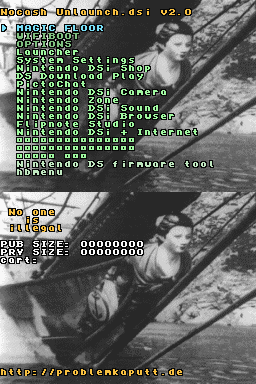 Nocash Unlaunch.dsi v2.0
MAGIC FLOOR
WIFIBOOT
OPTIONS
Launcher
System Settings
Nintendo DSi Shop
DS Download Play
PictoChat
Nintendo DSi Camera
Nintendo Zone
Nintendo DSi Sound
Nintendo DSi Browser
Flipnote Studio
Nintendo DSi + Internet
Nintendo DS firmware tool
hbmenu
No one
is
illegal
PUB SIZE: 00000000
PRV SIZE: 00000000
cart:
http://problemkaputt.de